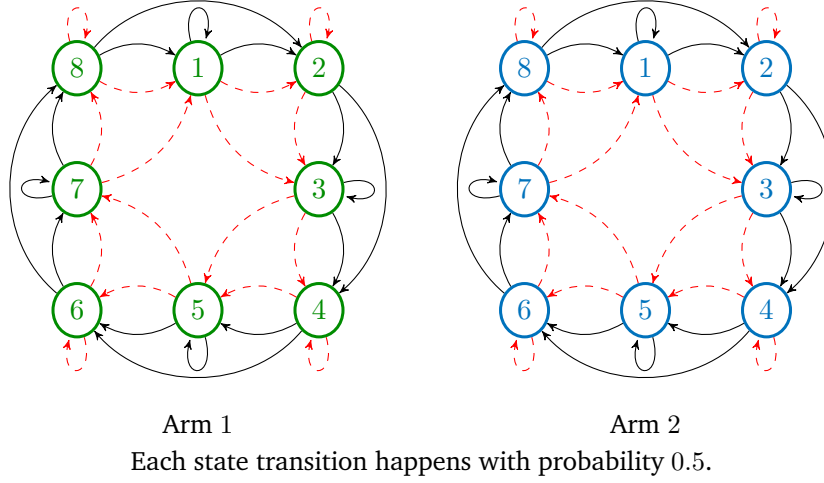 8 1 2 8 1 2
7 3 7 3
6 5 4 6 5 4
Arm 1 Arm 2
Each state transition happens with probability 0.5.